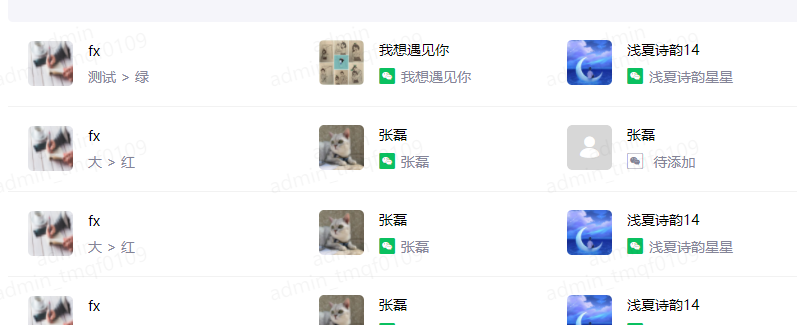 fx
测试 > 绿
我想遇见你
我想遇见你
浅夏诗韵14
浅夏诗韵星星
fx
大 > 红
张磊
张磊
张磊
待添加
fx
大 > 红
张磊
张磊
浅夏诗韵14
浅夏诗韵星星
fx
张磊
浅夏诗韵14
admin_tmqf0109
admin_tmqf0109
admin_tmqf0109